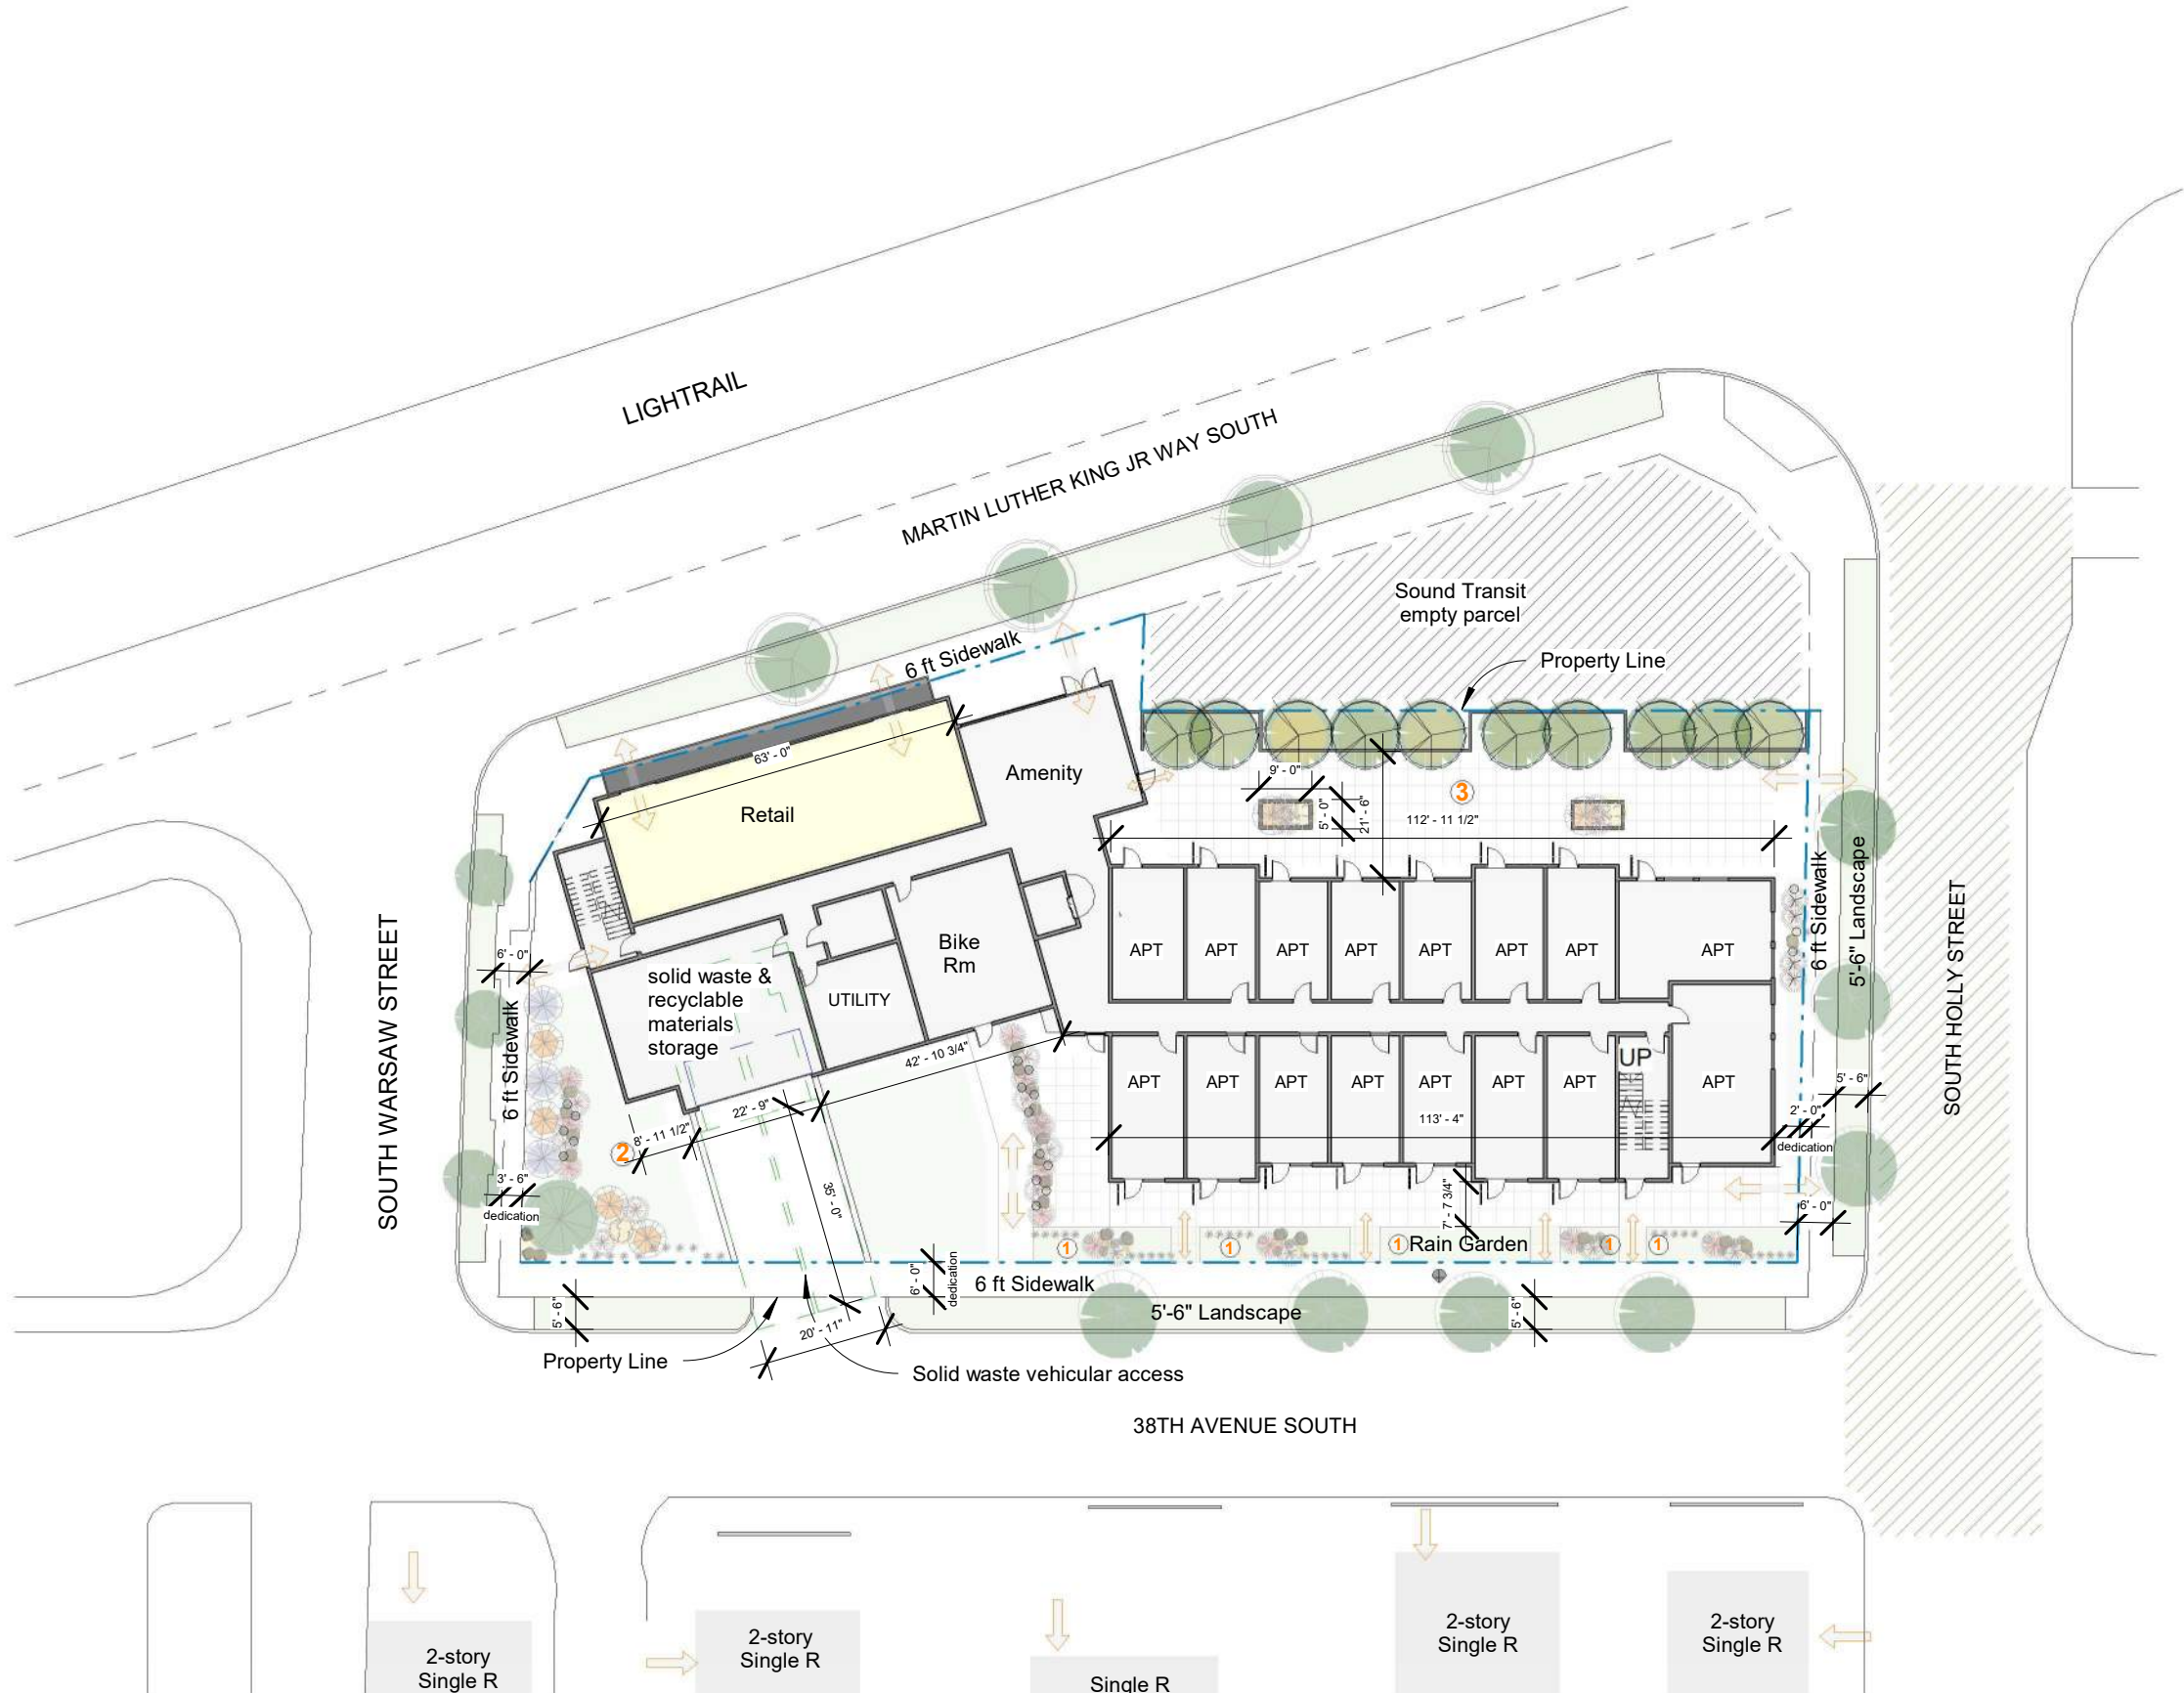 LIGHTRAIL
MARTIN LUTHER KING JR WAY SOUTH
Sound Transit
empty parcel
6 ft Sidewalk
Property Line
63' - 0"
Retail
Amenity
9' - 0"
5' - 0"
21' - 6"
3
112' - 11 1/2"
6 ft Sidewalk
5'-6" Landscape
SOUTH HOLLY STREET
SOUTH WARSAW STREET
6' - 0"
6 ft Sidewalk
solid waste &
recyclable
materials
storage
UTILITY
Bike
Rm
APT
APT
APT
APT
APT
APT
APT
APT
42' - 10 3/4"
UP
APT
APT
APT
APT
APT
APT
APT
APT
5' - 6"
22' - 9"
113' - 4"
2' - 0"
dedication
8' - 11 1/2"
2
3' - 6"
dedication
35' - 0"
7' - 7 3/4"
6' - 0"
1
1
1
Rain Garden
1
1
6' - 0"
dedication
6 ft Sidewalk
5' - 6"
5'-6" Landscape
5' - 6"
20' - 11"
Property Line
Solid waste vehicular access
38TH AVENUE SOUTH
2-story
Single R
2-story
Single R
Single R
2-story
Single R
2-story
Single R